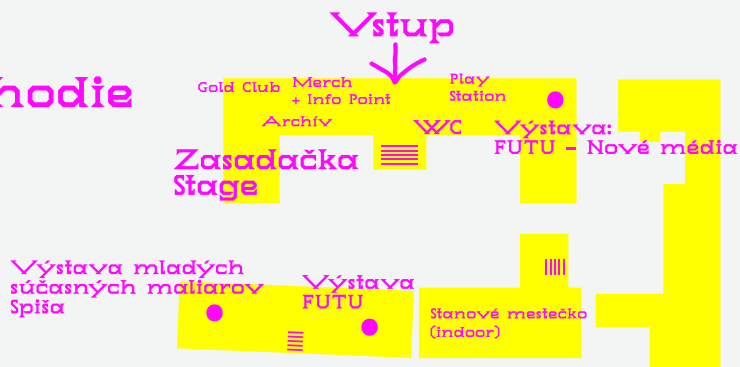 Vstup
hodie
Gold Club
Merch
+ Info Point
Play
Station
Archív
WC
Výstava:
FUTU - Nové média
Zasadačka
Stage
Výstava mladých
súčasných maliarov
Spiša
Výstava
FUTU
Stanové mestečko
(indoor)